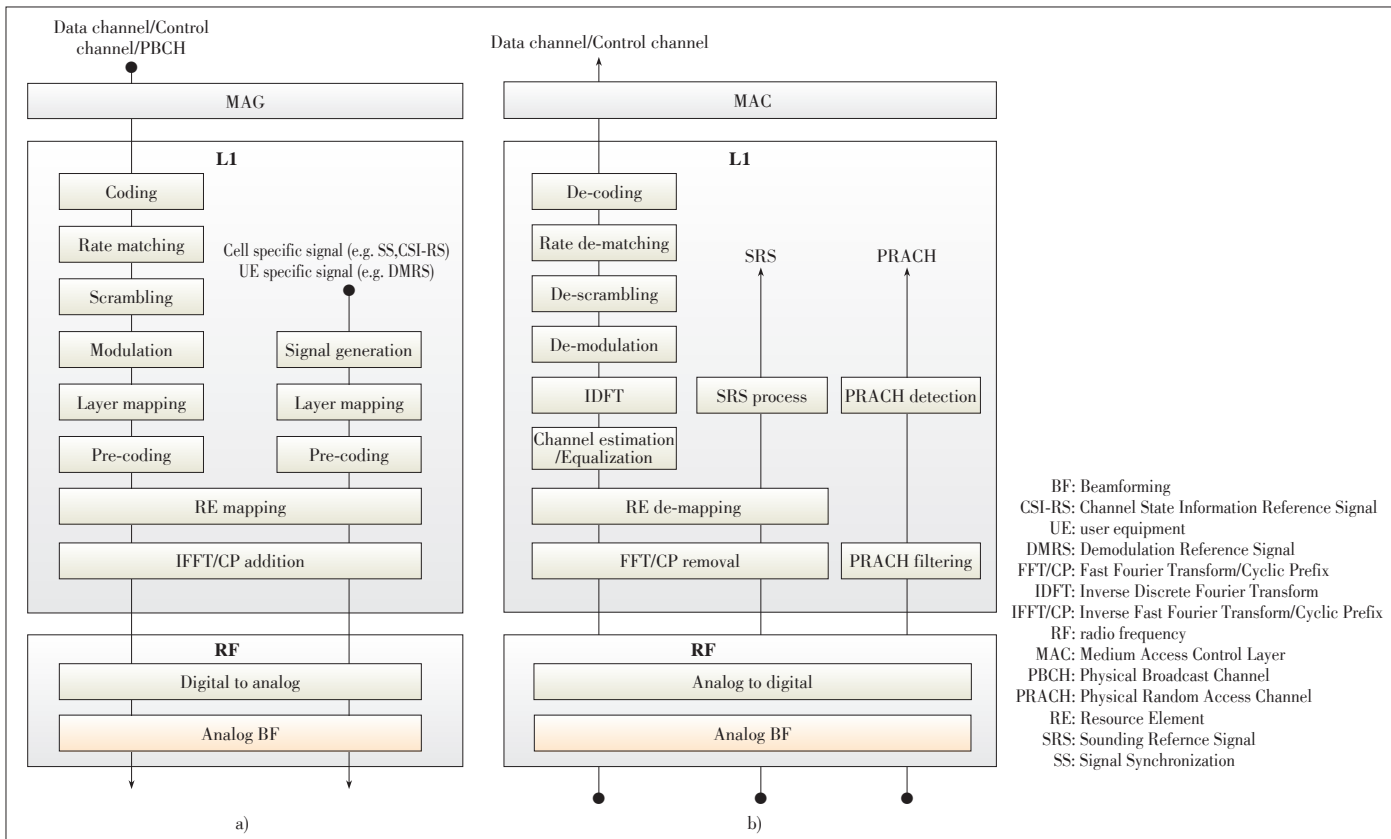 Data channel/Control
channel/PBCH
MAG
L1
Coding
Rate matching
Scrambling
Modulation
Layer mapping
Pre-coding
Cell specific signal (e.g. SS,CSI-RS)
UE specific signal (e.g. DMRS)
Signal generation
Layer mapping
Pre-coding
RE mapping
IFFT/CP addition
RF
Digital to analog
Analog BF
a)
Data channel/Control channel
MAC
L1
De-coding
Rate de-matching
De-scrambling
De-modulation
IDFT
Channel estimation
/Equalization
SRS
SRS process
RE de-mapping
FFT/CP removal
PRACH
PRACH detection
PRACH filtering
RF
Analog to digital
Analog BF
b)
BF: Beamforming
CSI-RS: Channel State Information Reference Signal
UE: user equipment
DMRS: Demodulation Reference Signal
FFT/CP: Fast Fourier Transform/Cyclic Prefix
IDFT: Inverse Discrete Fourier Transform
IFFT/CP: Inverse Fast Fourier Transform/Cyclic Prefix
RF: radio frequency
MAC: Medium Access Control Layer
PBCH: Physical Broadcast Channel
PRACH: Physical Random Access Channel
RE: Resource Element
SRS: Sounding Refernce Signal
SS: Signal Synchronization